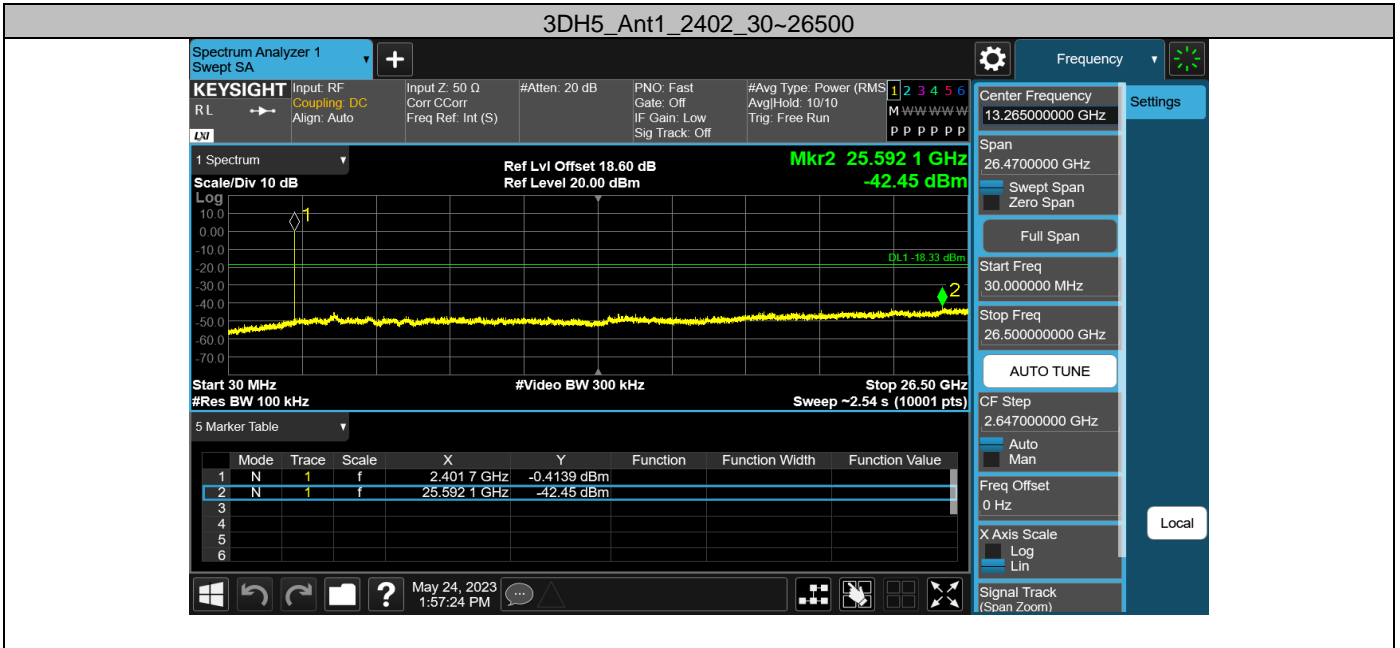 3DH5_Ant1_2402_30~26500
Spectrum Analyzer 1
Swept SA
Frequency
KEYSIGHT
RL
LXI
Input: RF
Coupling: DC
Align: Auto
Input Z: 50 Ω
Corr CCorr
Freq Ref: Int (S)
#Atten: 20 dB
PNO: Fast
Gate: Off
IF Gain: Low
Sig Track: Off
#Avg Type: Power (RMS
Avg|Hold: 10/10
Trig: Free Run
1 2 3 4 5 6
M W W W W W
P P P P P P
1 Spectrum
Scale/Div 10 dB
Ref Lvl Offset 18.60 dB
Ref Level 20.00 dBm
Mkr2 25.592 1 GHz
-42.45 dBm
Log
10.0
0.00
-10.0
-20.0
-30.0
-40.0
-50.0
-60.0
-70.0
1
DL1 -18.33 dBm
2
Start 30 MHz
#Video BW 300 kHz
Stop 26.50 GHz
#Res BW 100 kHz
Sweep ~2.54 s (10001 pts)
5 Marker Table
Mode Trace Scale X Y Function Function Width Function Value
1 N 1 f 2.401 7 GHz -0.4139 dBm
2 N 1 f 25.592 1 GHz -42.45 dBm
3
4
5
6
?
May 24, 2023
1:57:24 PM
Center Frequency
13.265000000 GHz
Settings
Span
26.4700000 GHz
Swept Span
Zero Span
Full Span
Start Freq
30.000000 MHz
Stop Freq
26.500000000 GHz
AUTO TUNE
CF Step
2.647000000 GHz
Auto
Man
Freq Offset
0 Hz
Local
X Axis Scale
Log
Lin
Signal Track
(Span Zoom)